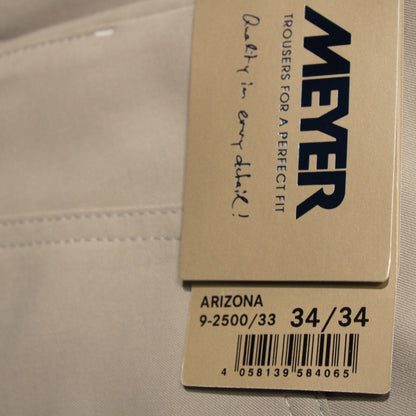 MEYER
TROUSERS FOR A PERFECT FIT
Quality in every detail!
ARIZONA
9-2500/33 34/34
4 058139 584065